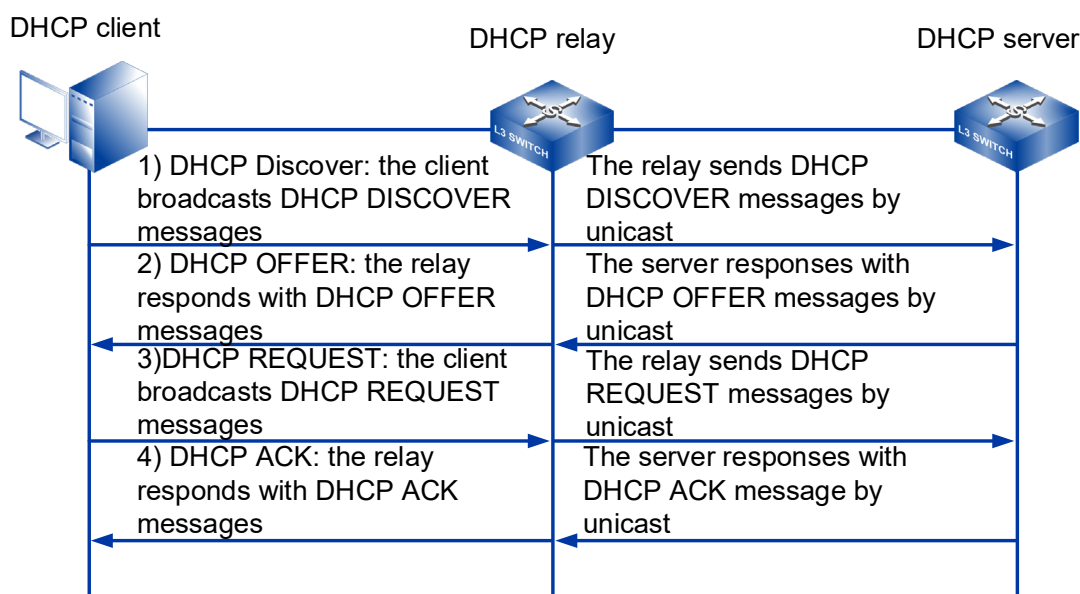 DHCP client
DHCP relay
DHCP server
L3 SWITCH
S
L3 SWITCH
S
1) DHCP Discover: the client
broadcasts DHCP DISCOVER
messages
The relay sends DHCP
DISCOVER messages by
unicast
2) DHCP OFFER: the relay
responds with DHCP OFFER
messages
The server responses with
DHCP OFFER messages by
unicast
3)DHCP REQUEST: the client
broadcasts DHCP REQUEST
messages
The relay sends DHCP
REQUEST messages by
unicast
4) DHCP ACK: the relay
responds with DHCP ACK
messages
The server responses with
DHCP ACK message by
unicast